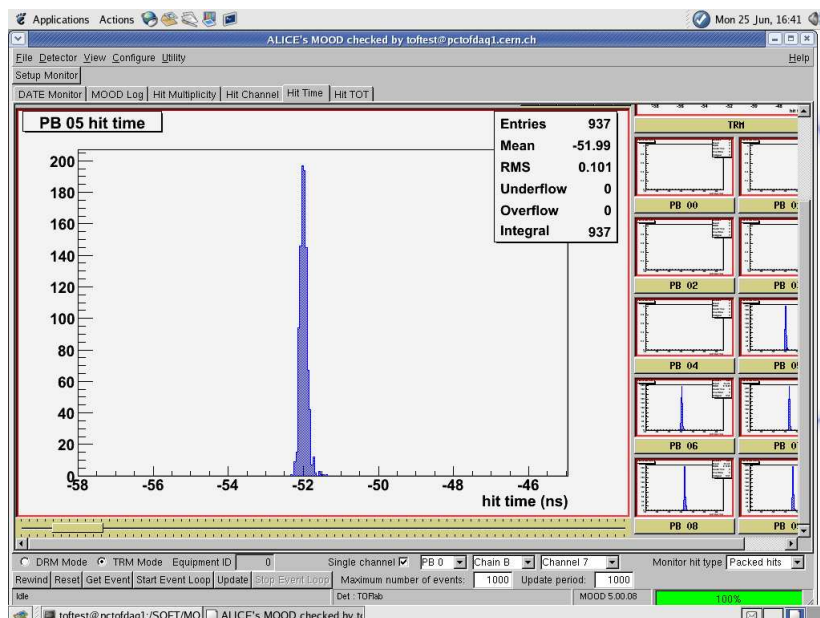 Applications Actions Mon 25 Jun, 16:41
ALICE's MOOD checked by toftest@pctofdaq1.cern.ch
File Detector View Configure Utility Help
Setup Monitor
DATE Monitor MOOD Log Hit Multiplicity Hit Channel Hit Time Hit TOT
PB 05 hit time
Entries 937
Mean -51.99
RMS 0.101
Underflow 0
Overflow 0
Integral 937
200
180
160
140
120
100
80
60
40
20
0
-58 -56 -54 -52 -50 -48 -46
hit time (ns)
TRM
PB 00 PB
PB 02 PB
PB 04 PB
PB 06 PB
PB 08 PB
DRM Mode TRM Mode Equipment ID 0 Single channel PB 0 Chain B Channel 7 Monitor hit type Packed hits
Rewind Reset Get Event Start Event Loop Update Stop Event Loop Maximum number of events: 1000 Update period: 1000
Idle Det : TOFlab MOOD 5.00.08 100%
toftest@pctofdaq1:/SOFT/MO ALICE's MOOD checked by t